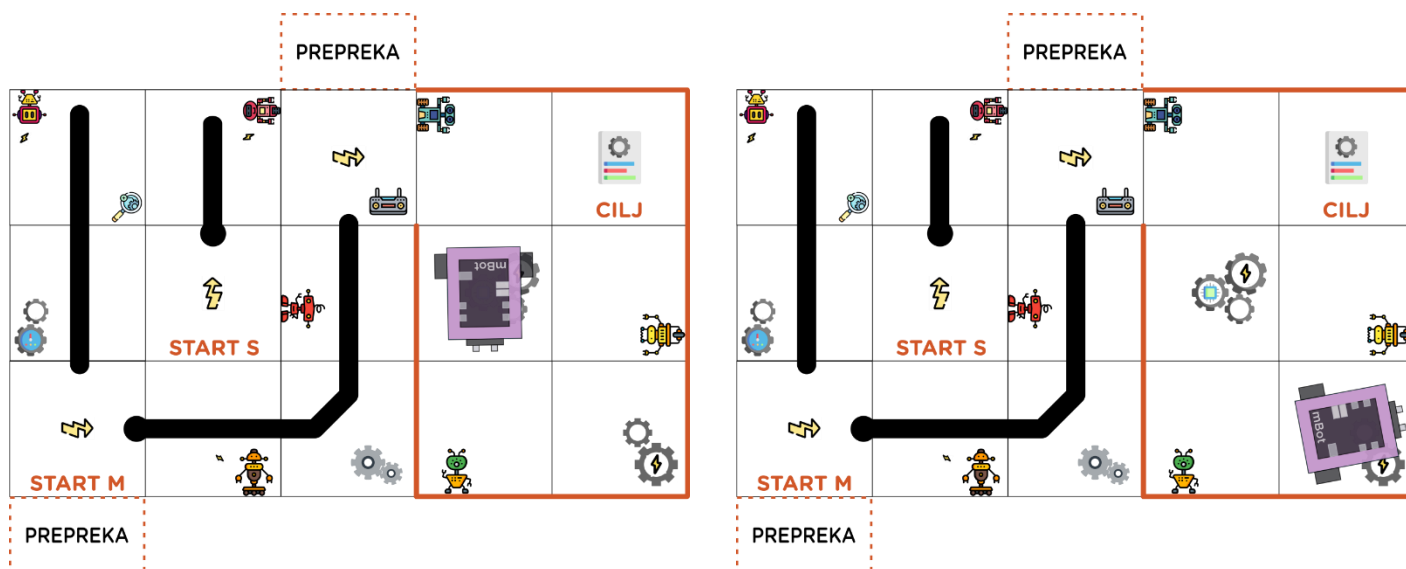 PREPREKA
CILJ
mBot
START S
START M
PREPREKA
PREPREKA
CILJ
START S
mBot
START M
PREPREKA